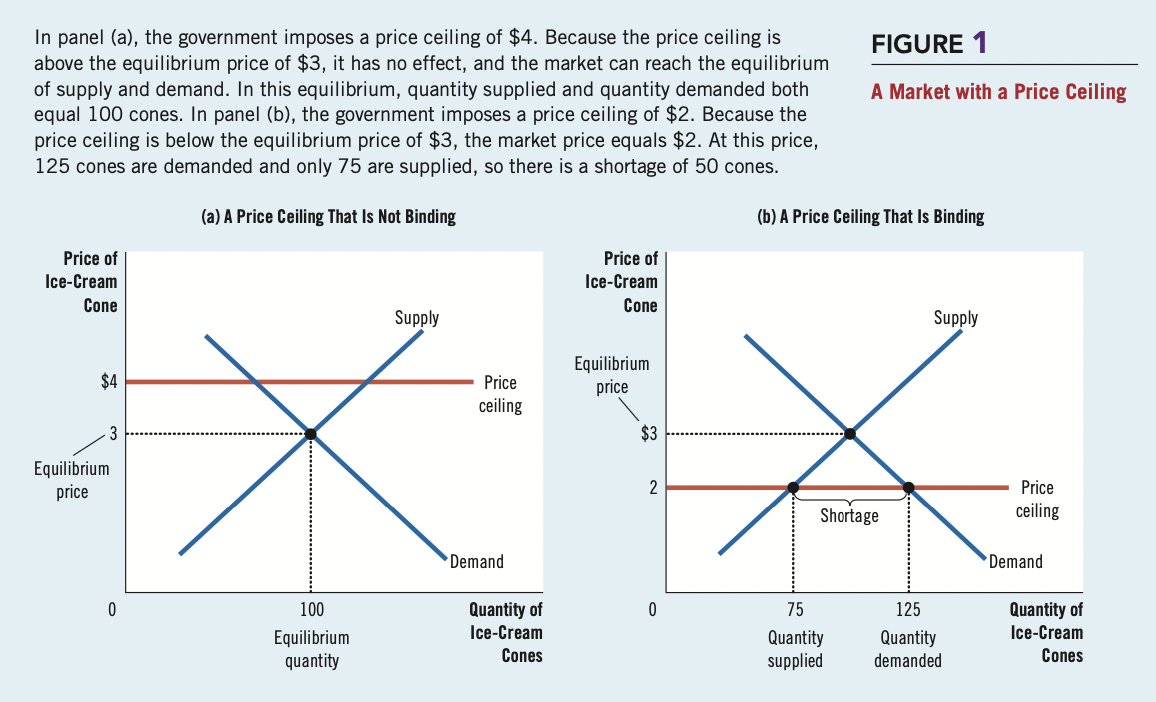 In panel (a), the government imposes a price ceiling of $4. Because the price ceiling is
above the equilibrium price of $3, it has no effect, and the market can reach the equilibrium
of supply and demand. In this equilibrium, quantity supplied and quantity demanded both
equal 100 cones. In panel (b), the government imposes a price ceiling of $2. Because the
price ceiling is below the equilibrium price of $3, the market price equals $2. At this price,
125 cones are demanded and only 75 are supplied, so there is a shortage of 50 cones.
FIGURE 1
A Market with a Price Ceiling
(a) A Price Ceiling That Is Not Binding
Price of
Ice-Cream
Cone
Supply
$4
Price
ceiling
3
Equilibrium
price
Demand
0
100
Equilibrium
quantity
Quantity of
Ice-Cream
Cones
(b) A Price Ceiling That Is Binding
Price of
Ice-Cream
Cone
Supply
Equilibrium
price
$3
2
Price
ceiling
Shortage
Demand
0
75
Quantity
supplied
125
Quantity
demanded
Quantity of
Ice-Cream
Cones